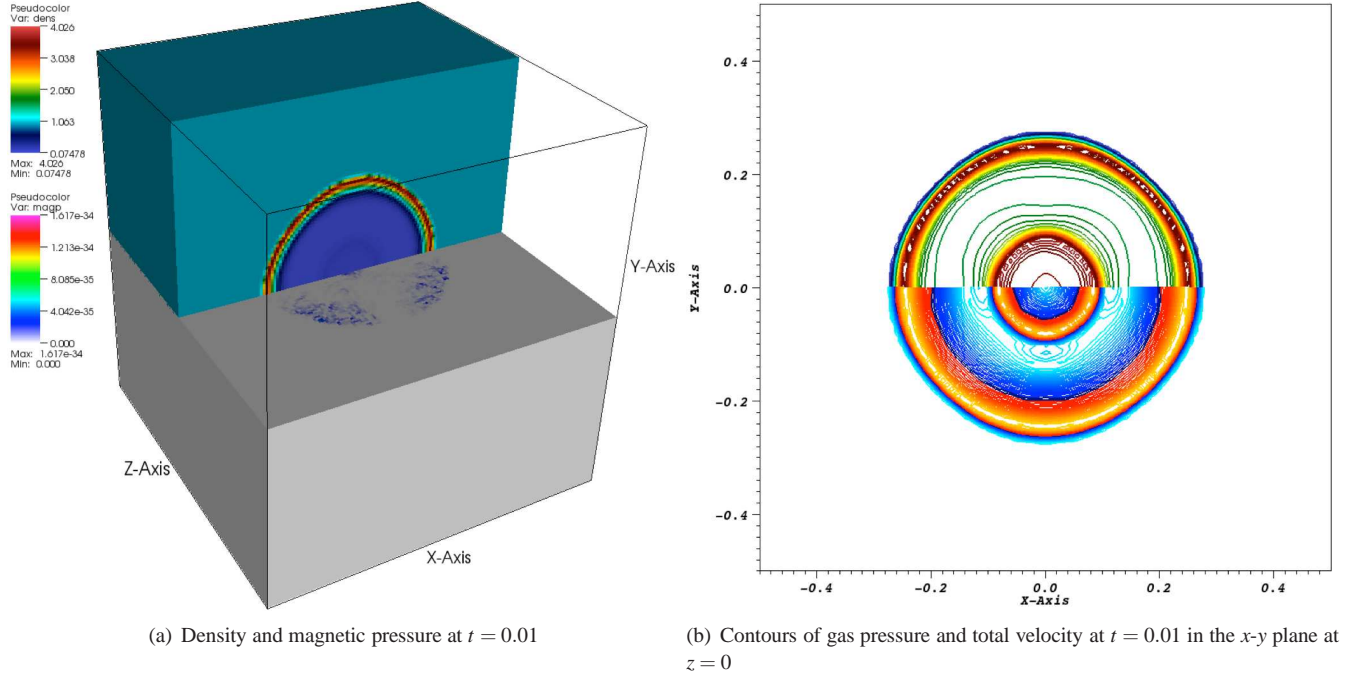 Pseudocolor
Var: dens
4.026
3.038
2.050
1.063
0.07478
Max: 4.026
Min: 0.07478
Pseudocolor
Var: magp
1.617e-34
1.213e-34
8.085e-35
4.042e-35
0.000
Max: 1.617e-34
Min: 0.000
Y-Axis
Z-Axis
X-Axis
0.4
0.2
0.0
-0.2
-0.4
Y-Axis
-0.4
-0.2
0.0
0.2
0.4
X-Axis
(a) Density and magnetic pressure at t = 0.01
(b) Contours of gas pressure and total velocity at t = 0.01 in the x-y plane at
z = 0